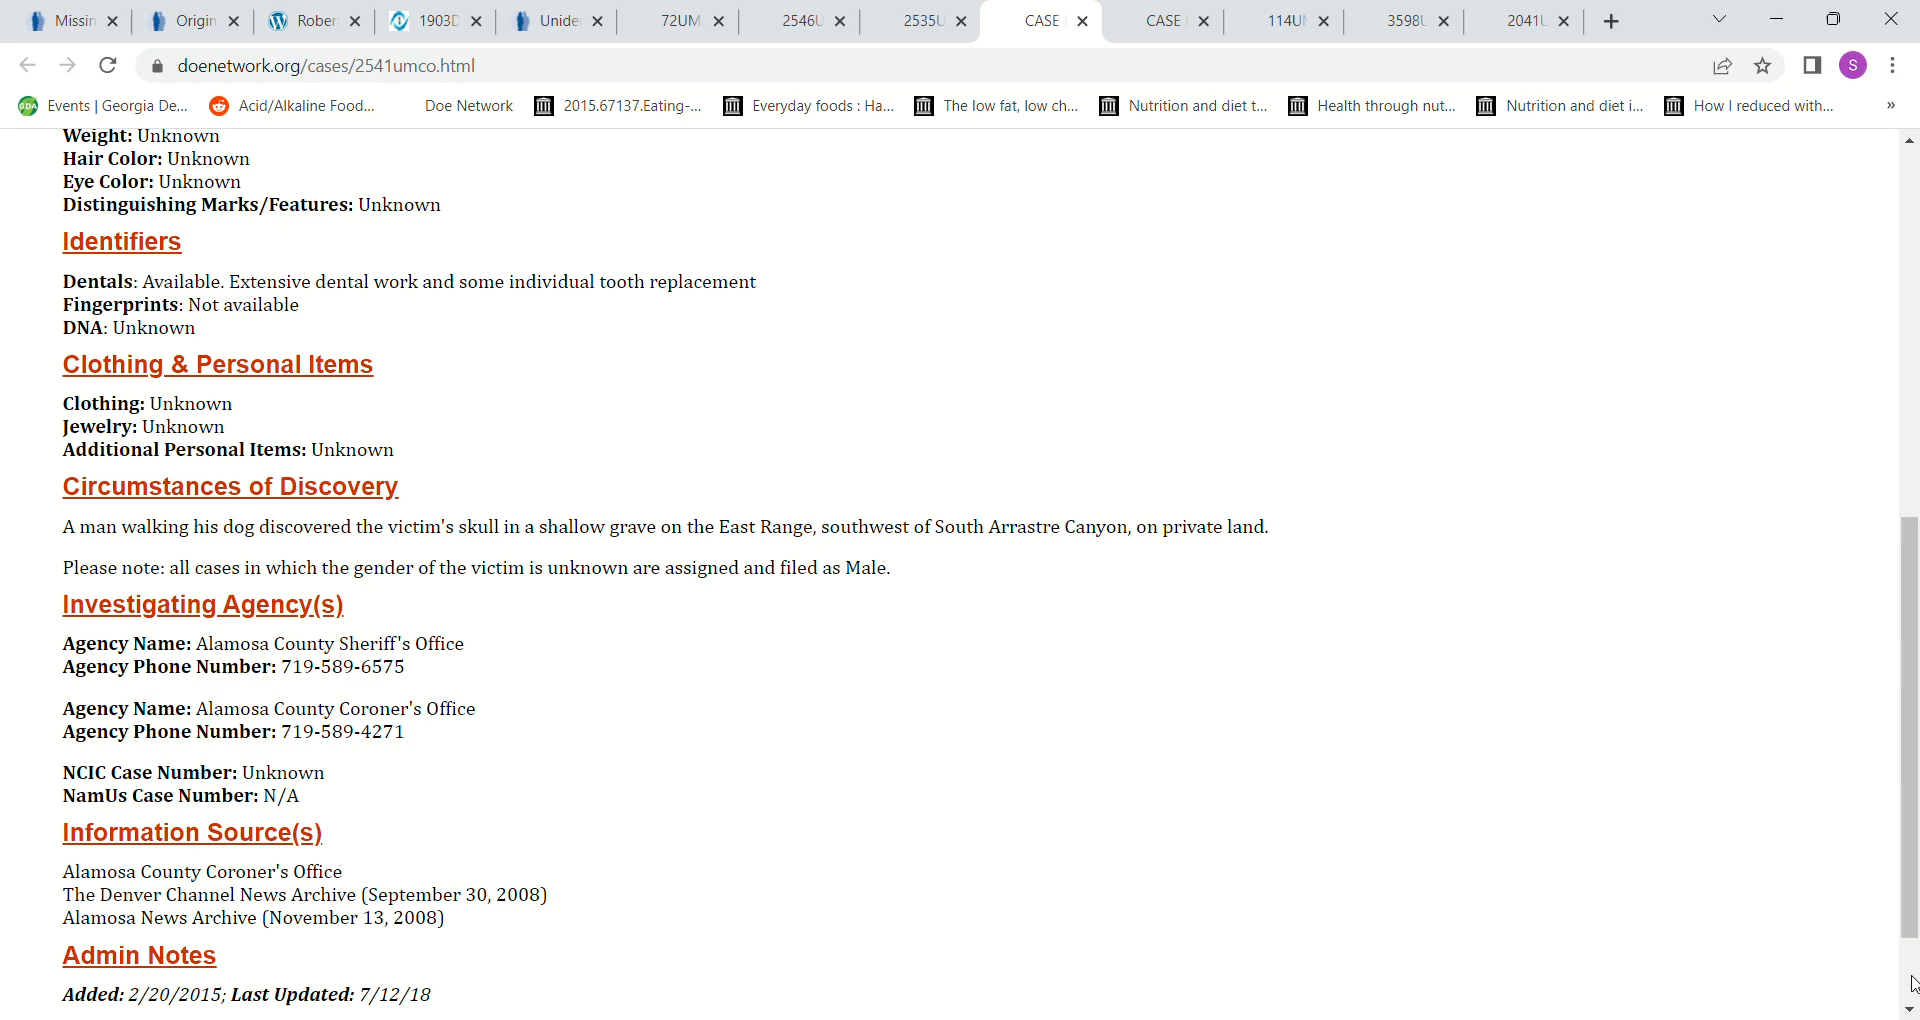 Missin
Origin
Rober
1903D
Unide
72UM
2546U
2535U
CASE
CASE
114U
3598U
2041U
doenetwork.org/cases/2541umco.html
S
Events | Georgia De...
Acid/Alkaline Food...
Doe Network
2015.67137.Eating-...
Everyday foods : Ha...
The low fat, low ch...
Nutrition and diet t...
Health through nut...
Nutrition and diet i...
How I reduced with...
»
Weight: Unknown
Hair Color: Unknown
Eye Color: Unknown
Distinguishing Marks/Features: Unknown
Identifiers
Dentals: Available. Extensive dental work and some individual tooth replacement
Fingerprints: Not available
DNA: Unknown
Clothing & Personal Items
Clothing: Unknown
Jewelry: Unknown
Additional Personal Items: Unknown
Circumstances of Discovery
A man walking his dog discovered the victim's skull in a shallow grave on the East Range, southwest of South Arrastre Canyon, on private land.
Please note: all cases in which the gender of the victim is unknown are assigned and filed as Male.
Investigating Agency(s)
Agency Name: Alamosa County Sheriff's Office
Agency Phone Number: 719-589-6575
Agency Name: Alamosa County Coroner's Office
Agency Phone Number: 719-589-4271
NCIC Case Number: Unknown
NamUs Case Number: N/A
Information Source(s)
Alamosa County Coroner's Office
The Denver Channel News Archive (September 30, 2008)
Alamosa News Archive (November 13, 2008)
Admin Notes
Added: 2/20/2015; Last Updated: 7/12/18